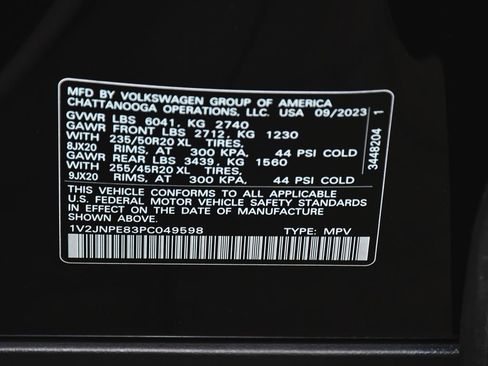 MFD BY VOLKSWAGEN GROUP OF AMERICA
CHATTANOOGA OPERATIONS, LLC. USA 09/2023
GVWR LBS 6041, KG 2740
GAWR FRONT LBS 2712, KG 1230
WITH 235/50R20 XL TIRES,
8JX20 RIMS, AT 300 KPA, 44 PSI COLD
GAWR REAR LBS 3439, KG 1560
WITH 255/45R20 XL TIRES,
9JX20 RIMS, AT 300 KPA, 44 PSI COLD
THIS VEHICLE CONFORMS TO ALL APPLICABLE
U.S. FEDERAL MOTOR VEHICLE SAFETY STANDARDS
IN EFFECT ON THE DATE OF MANUFACTURE
SHOWN ABOVE.
1V2JNPE83PC049598 TYPE: MPV
3448204 1